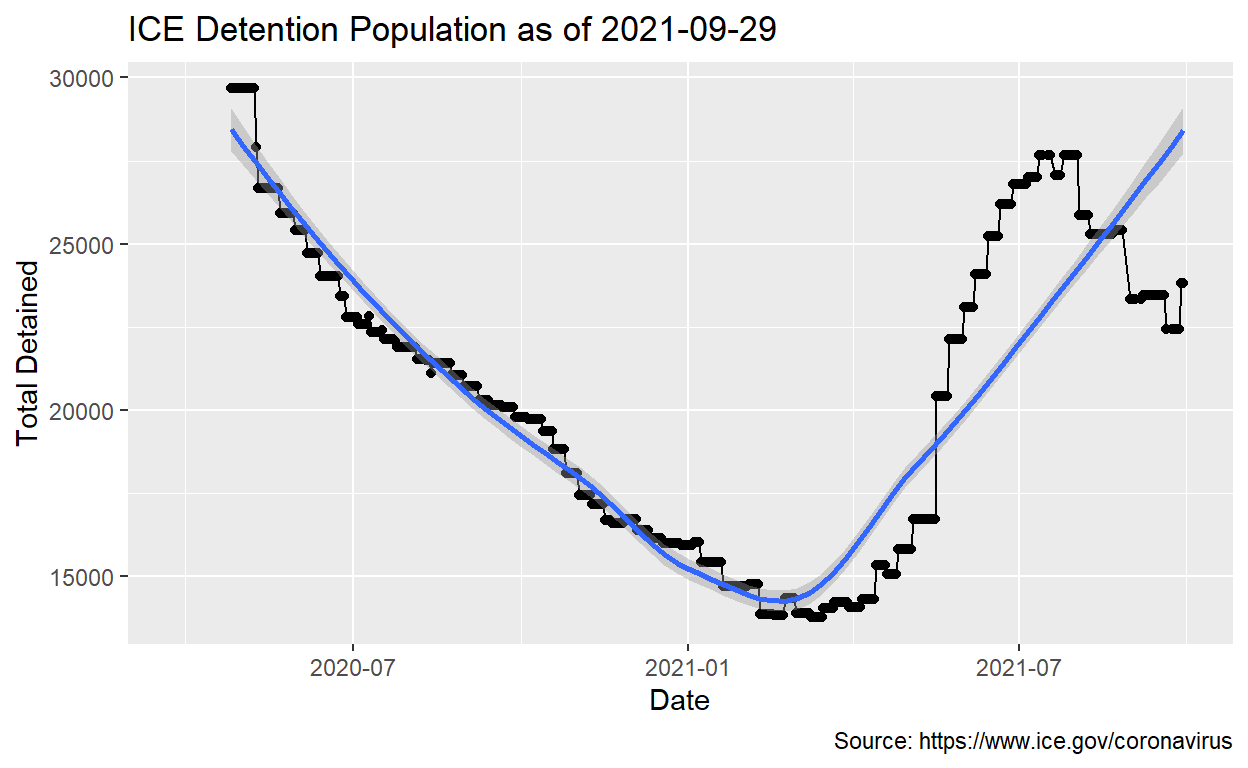 ICE Detention Population as of 2021-09-29
30000
25000
20000
15000
Total Detained
2020-07 2021-01 2021-07
Date
Source: https://www.ice.gov/coronavirus